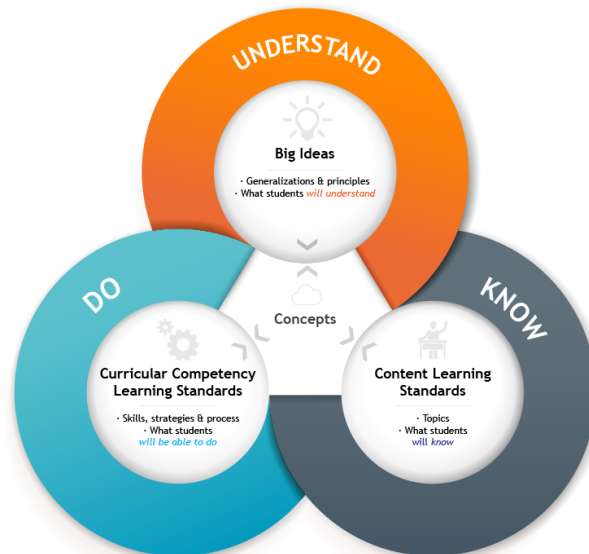 UNDERSTAND
Big Ideas
· Generalizations & principles
· What students will understand
DO
KNOW
Concepts
Curricular Competency
Learning Standards
· Skills, strategies & process
· What students
will be able to do
Content Learning
Standards
· Topics
· What students
will know